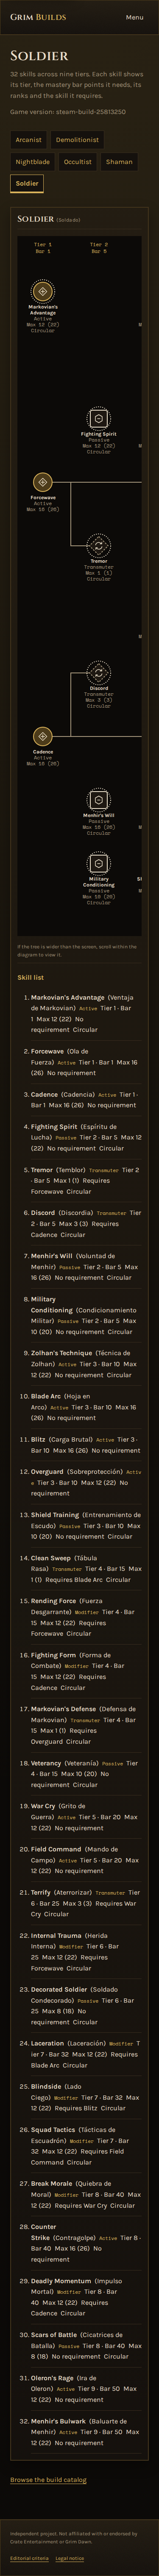 GRIM BUILDS
Menu
SOLDIER
32 skills across nine tiers. Each skill shows
its tier, the mastery bar points it needs, its
ranks and the skill it requires.
Game version: steam-build-25813250
Arcanist
Demolitionist
Nightblade
Occultist
Shaman
Soldier
SOLDIER (Soldado)
Tier 1
Bar 1
Tier 2
Bar 5
Markovian's
Advantage
Active
Max 12 (22)
Circular
Fighting Spirit
Passive
Max 12 (22)
Circular
Forcewave
Active
Max 16 (26)
Tremor
Transmuter
Max 1 (1)
Circular
Discord
Transmuter
Max 3 (3)
Circular
Cadence
Active
Max 16 (26)
Menhir's Will
Passive
Max 16 (26)
Circular
Military
Conditioning
Passive
Max 10 (20)
Circular
If the tree is wider than the screen, scroll within the
diagram to view it.
Skill list
1. Markovian's Advantage (Ventaja
de Markovian) Active Tier 1 · Bar
1 Max 12 (22) No
requirement Circular
2. Forcewave (Ola de
Fuerza) Active Tier 1 · Bar 1 Max 16
(26) No requirement
3. Cadence (Cadencia) Active Tier 1 ·
Bar 1 Max 16 (26) No requirement
4. Fighting Spirit (Espíritu de
Lucha) Passive Tier 2 · Bar 5 Max 12
(22) No requirement Circular
5. Tremor (Temblor) Transmuter Tier 2
· Bar 5 Max 1 (1) Requires
Forcewave Circular
6. Discord (Discordia) Transmuter Tier
2 · Bar 5 Max 3 (3) Requires
Cadence Circular
7. Menhir's Will (Voluntad de
Menhir) Passive Tier 2 · Bar 5 Max
16 (26) No requirement Circular
8. Military
Conditioning (Condicionamiento
Militar) Passive Tier 2 · Bar 5 Max
10 (20) No requirement Circular
9. Zolhan's Technique (Técnica de
Zolhan) Active Tier 3 · Bar 10 Max
12 (22) No requirement Circular
10. Blade Arc (Hoja en
Arco) Active Tier 3 · Bar 10 Max 16
(26) No requirement
11. Blitz (Carga Brutal) Active Tier 3 ·
Bar 10 Max 16 (26) No requirement
12. Overguard (Sobreprotección) Activ
e Tier 3 · Bar 10 Max 12 (22) No
requirement
13. Shield Training (Entrenamiento de
Escudo) Passive Tier 3 · Bar 10 Max
10 (20) No requirement Circular
14. Clean Sweep (Tábula
Rasa) Transmuter Tier 4 · Bar 15 Max
1 (1) Requires Blade Arc Circular
15. Rending Force (Fuerza
Desgarrante) Modifier Tier 4 · Bar
15 Max 12 (22) Requires
Forcewave Circular
16. Fighting Form (Forma de
Combate) Modifier Tier 4 · Bar
15 Max 12 (22) Requires
Cadence Circular
17. Markovian's Defense (Defensa de
Markovian) Transmuter Tier 4 · Bar
15 Max 1 (1) Requires
Overguard Circular
18. Veterancy (Veteranía) Passive Tier
4 · Bar 15 Max 10 (20) No
requirement Circular
19. War Cry (Grito de
Guerra) Active Tier 5 · Bar 20 Max
12 (22) No requirement
20. Field Command (Mando de
Campo) Active Tier 5 · Bar 20 Max
12 (22) No requirement
21. Terrify (Aterrorizar) Transmuter Tier
6 · Bar 25 Max 3 (3) Requires War
Cry Circular
22. Internal Trauma (Herida
Interna) Modifier Tier 6 · Bar
25 Max 12 (22) Requires
Forcewave Circular
23. Decorated Soldier (Soldado
Condecorado) Passive Tier 6 · Bar
25 Max 8 (18) No
requirement Circular
24. Laceration (Laceración) Modifier T
ier 7 · Bar 32 Max 12 (22) Requires
Blade Arc Circular
25. Blindside (Lado
Ciego) Modifier Tier 7 · Bar 32 Max
12 (22) Requires Blitz Circular
26. Squad Tactics (Tácticas de
Escuadrón) Modifier Tier 7 · Bar
32 Max 12 (22) Requires Field
Command Circular
27. Break Morale (Quiebra de
Moral) Modifier Tier 8 · Bar 40 Max
12 (22) Requires War Cry Circular
28. Counter
Strike (Contragolpe) Active Tier 8 ·
Bar 40 Max 16 (26) No
requirement
29. Deadly Momentum (Impulso
Mortal) Modifier Tier 8 · Bar
40 Max 12 (22) Requires
Cadence Circular
30. Scars of Battle (Cicatrices de
Batalla) Passive Tier 8 · Bar 40 Max
8 (18) No requirement Circular
31. Oleron's Rage (Ira de
Oleron) Active Tier 9 · Bar 50 Max
12 (22) No requirement
32. Menhir's Bulwark (Baluarte de
Menhir) Active Tier 9 · Bar 50 Max
12 (22) No requirement
Browse the build catalog
Independent project. Not affiliated with or endorsed by
Crate Entertainment or Grim Dawn.
Editorial criteria
Legal notice